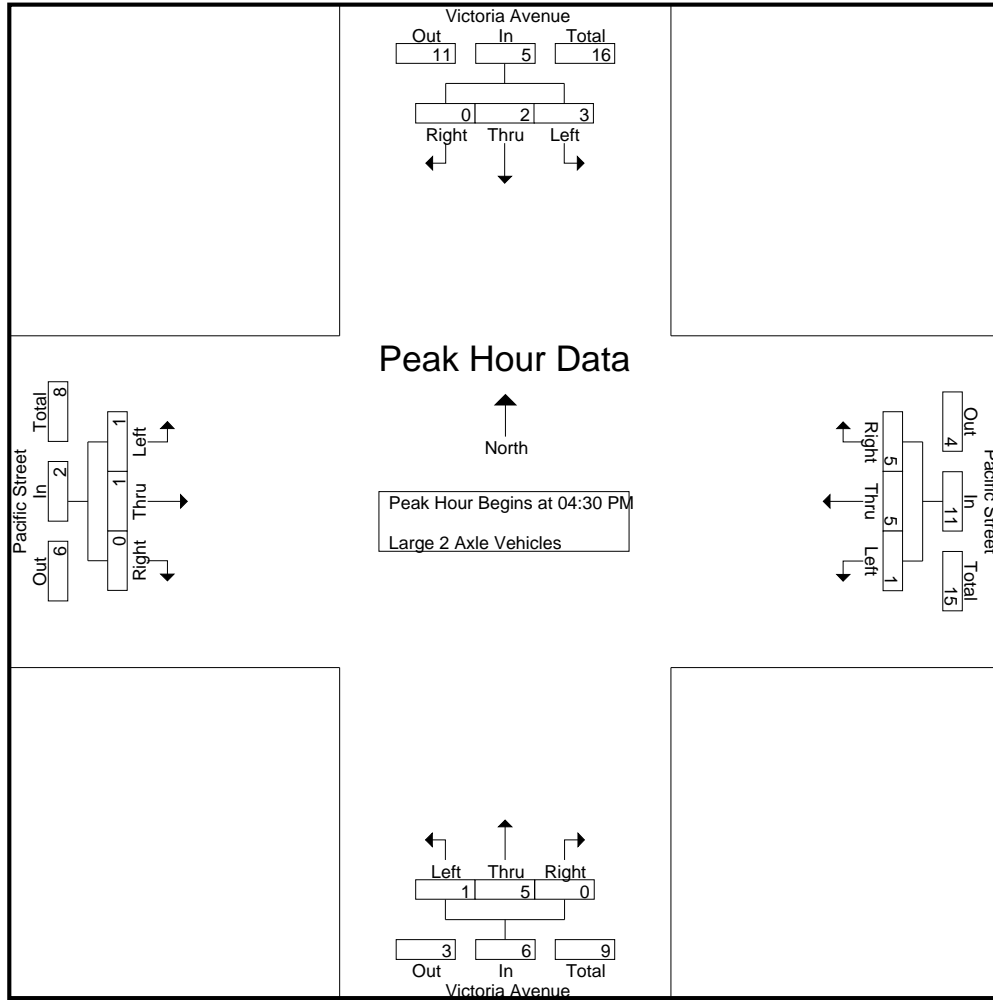 Victoria Avenue
Out In Total
11 5 16
0 2 3
Right Thru Left
Peak Hour Data
North
Peak Hour Begins at 04:30 PM
Large 2 Axle Vehicles
Pacific Street
Total In Out
8 2 6
1 1 0
Left Thru Right
Pacific Street
Out In Total
4 11 15
5 5 1
Right Thru Left
Left Thru Right
1 5 0
3 6 9
Out In Total
Victoria Avenue